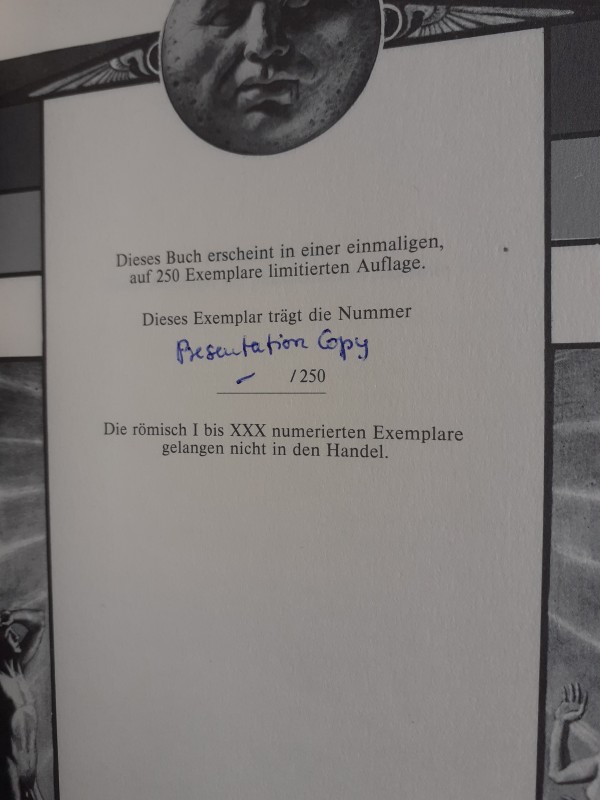 Dieses Buch erscheint in einer einmaligen,
auf 250 Exemplare limitierten Auflage.
Dieses Exemplar trägt die Nummer
Presentation Copy
- /250
Die römisch I bis XXX numerierten Exemplare
gelangen nicht in den Handel.